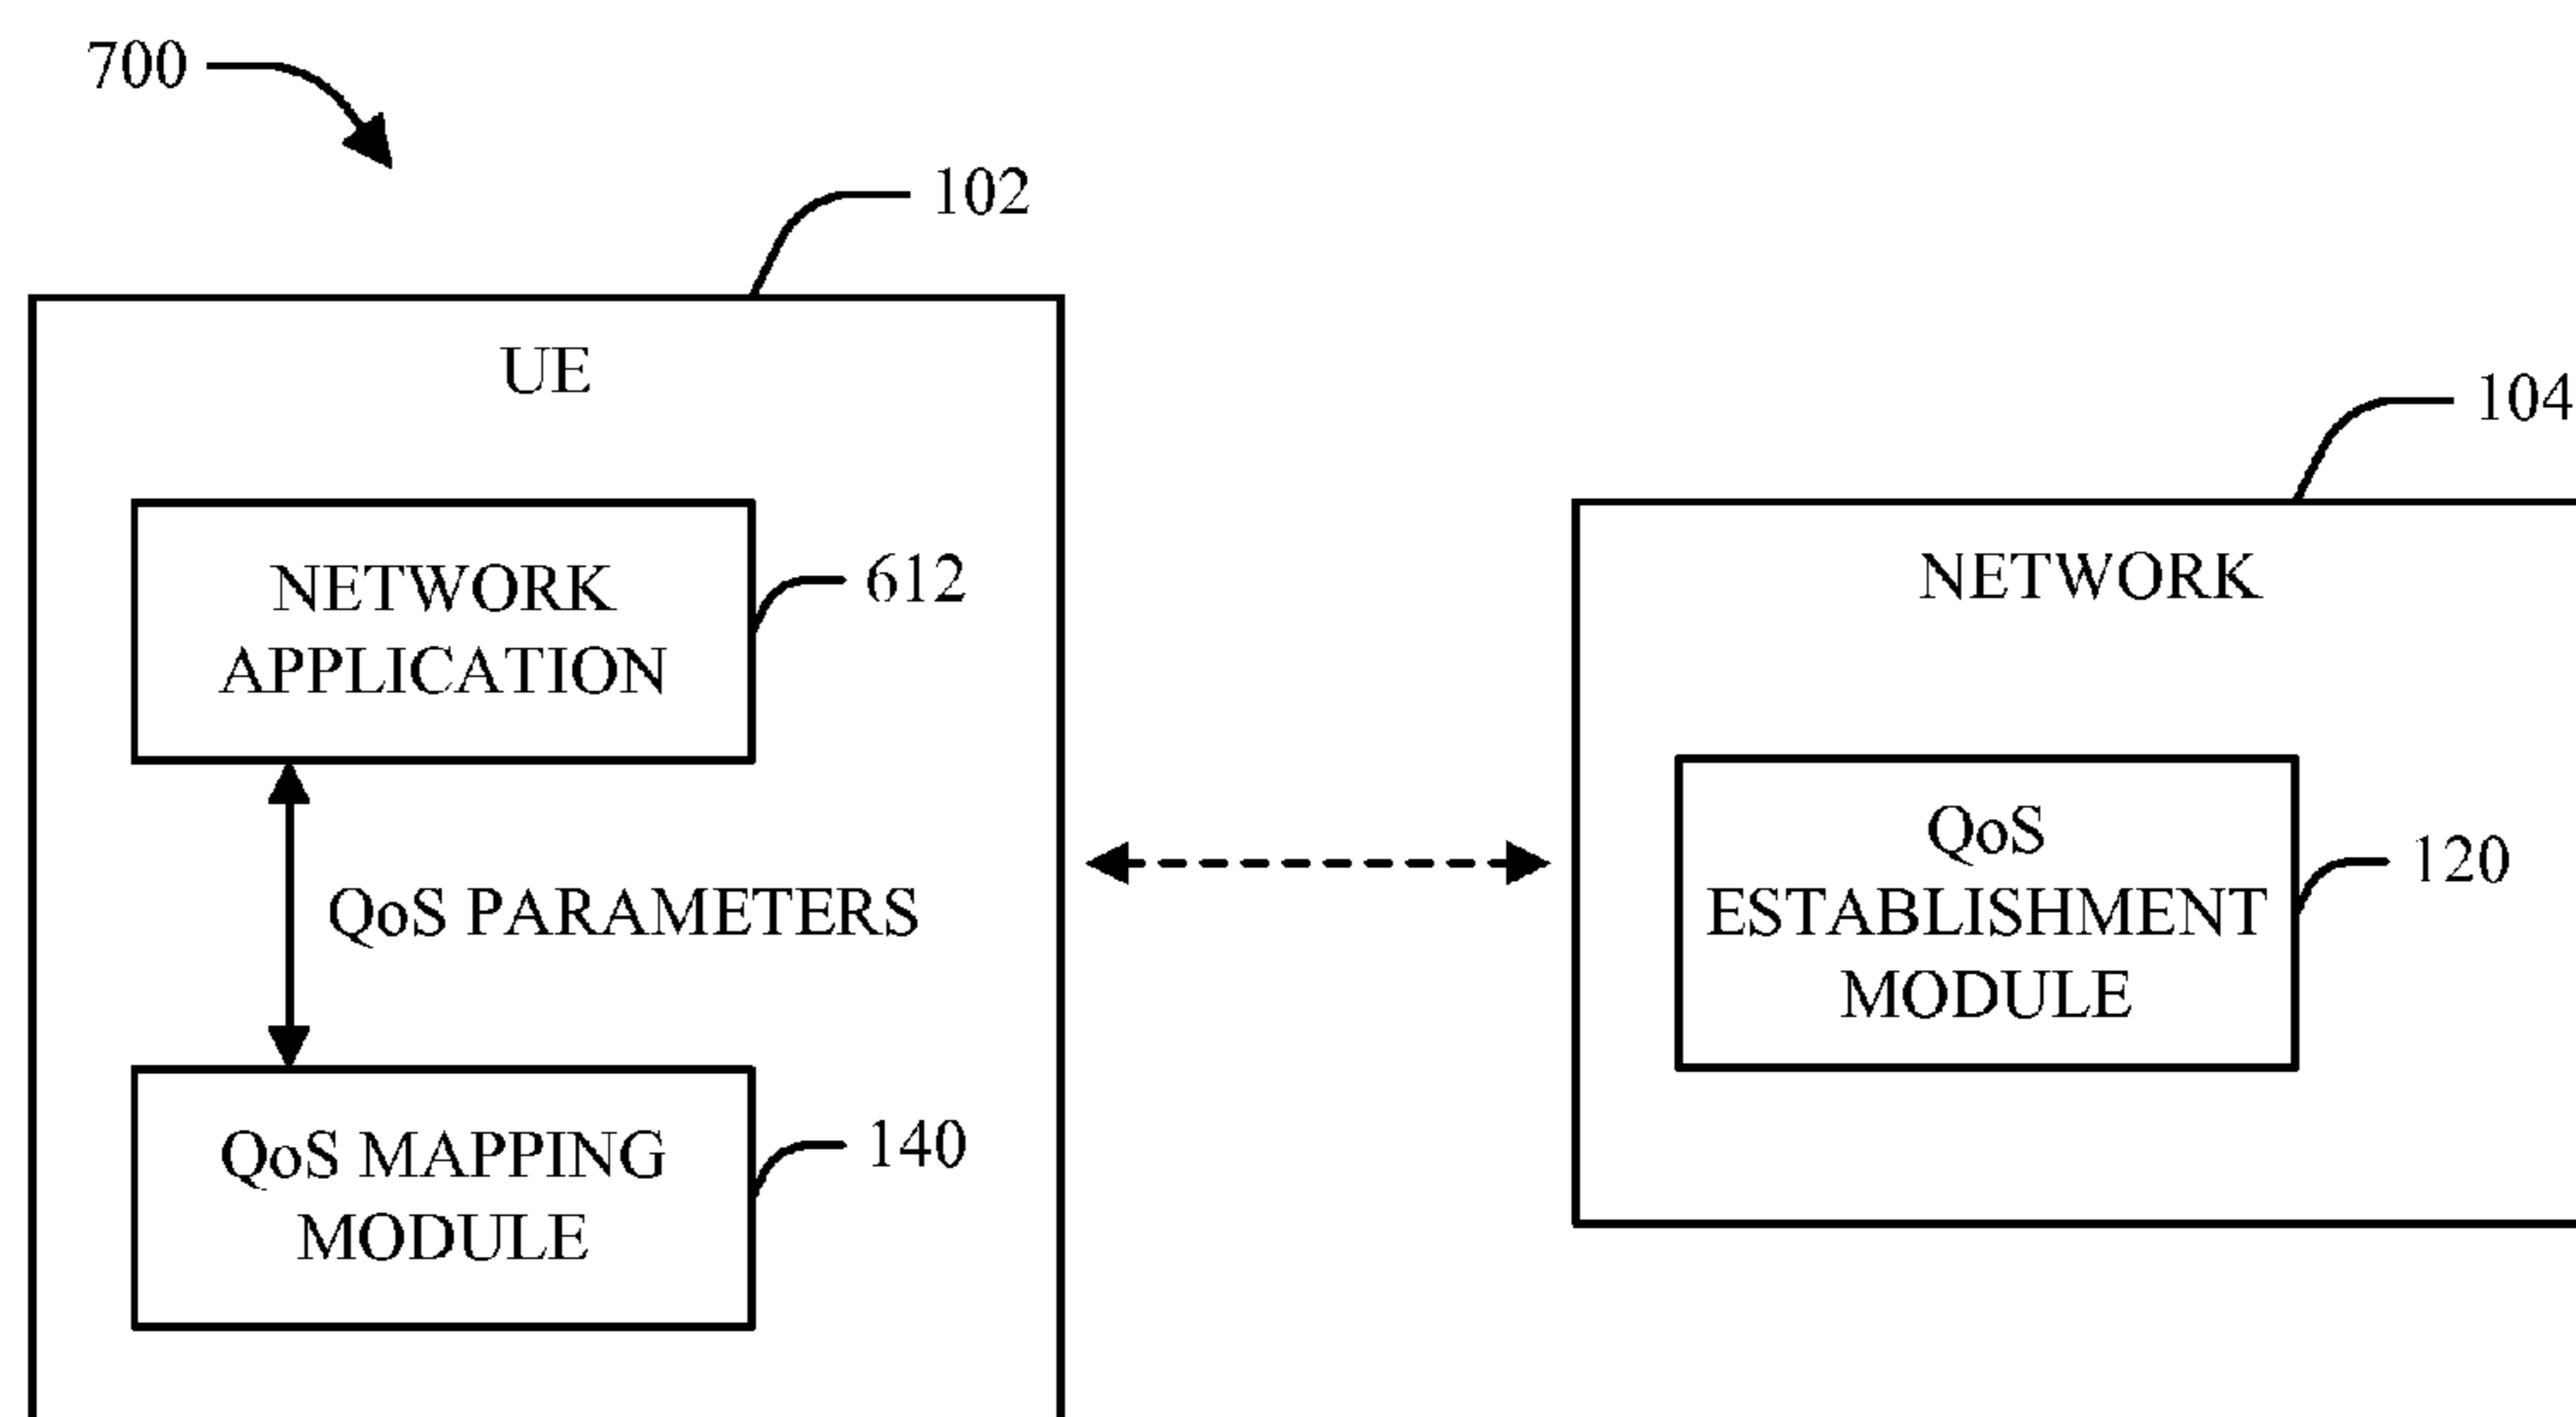 700
102
UE
104
NETWORK
APPLICATION
612
NETWORK
QoS PARAMETERS
QoS
ESTABLISHMENT
MODULE
120
QoS MAPPING
MODULE
140